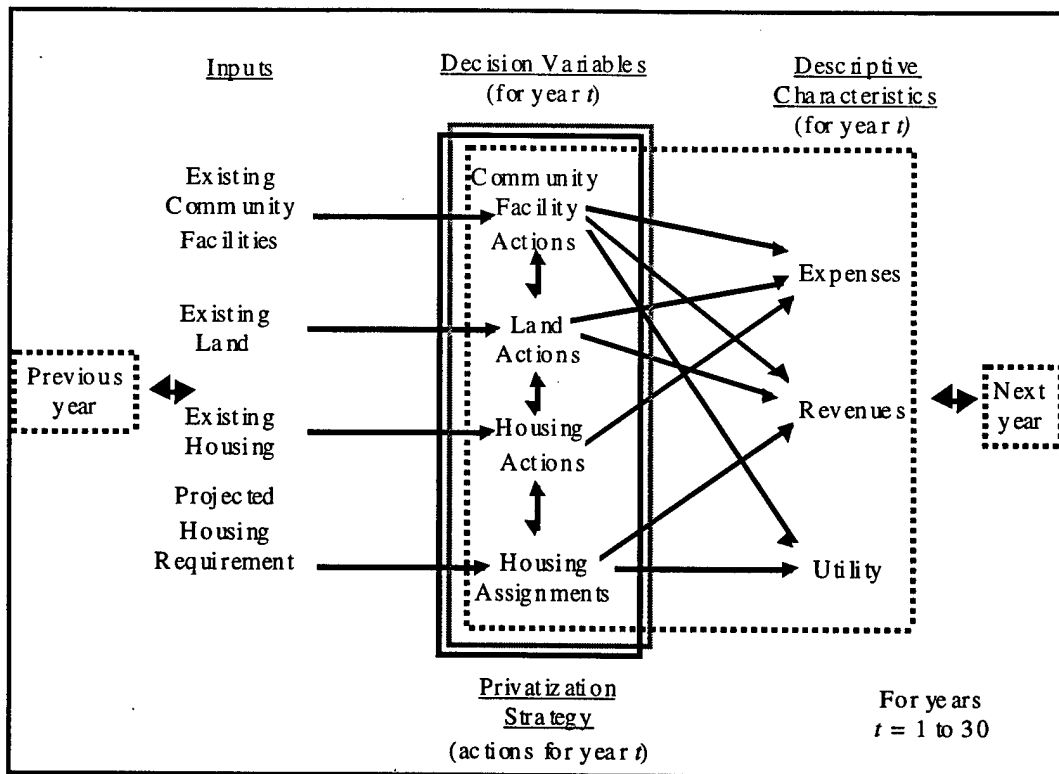 Inputs
Decision Variables
(for year t)
Descriptive
Characteristics
(for year t)
Existing
Community
Facilities
Existing
Land
Previous
year
Existing
Housing
Projected
Housing
Requirement
Community
Facility
Actions
Land
Actions
Housing
Actions
Housing
Assignments
Expenses
Revenues
Utility
Next
year
Privatization
Strategy
(actions for year t)
For years
t = 1 to 30